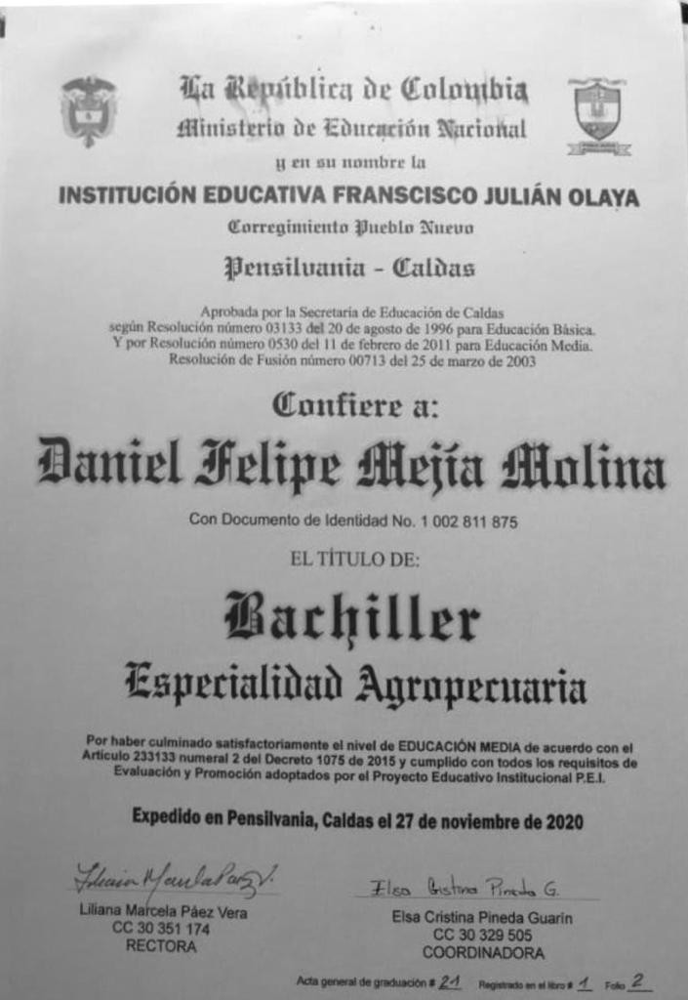 La República de Colombia
Ministerio de Educación Nacional
y en su nombre la
INSTITUCIÓN EDUCATIVA FRANSCISCO JULIÁN OLAYA
Corregimiento Pueblo Nuevo
Pensilvania - Caldas
Aprobada por la Secretaría de Educación de Caldas
según Resolución número 03133 del 20 de agosto de 1996 para Educación Básica.
Y por Resolución número 0530 del 11 de febrero de 2011 para Educación Media.
Resolución de Fusión número 00713 del 25 de marzo de 2003
Confiere a:
Daniel Felipe Mejía Molina
Con Documento de Identidad No. 1 002 811 875
EL TÍTULO DE:
Bachiller
Especialidad Agropecuaria
Por haber culminado satisfactoriamente el nivel de EDUCACIÓN MEDIA de acuerdo con el
Artículo 233133 numeral 2 del Decreto 1075 de 2015 y cumplido con todos los requisitos de
Evaluación y Promoción adoptados por el Proyecto Educativo Institucional P.E.I.
Expedido en Pensilvania, Caldas el 27 de noviembre de 2020
Liliana Marcela Páez V.
Elsa Cristina Pineda G.
Liliana Marcela Páez Vera
CC 30 351 174
RECTORA
Elsa Cristina Pineda Guarín
CC 30 329 505
COORDINADORA
Acta general de graduación # 21 Registrado en el libro # 1 Folio 2